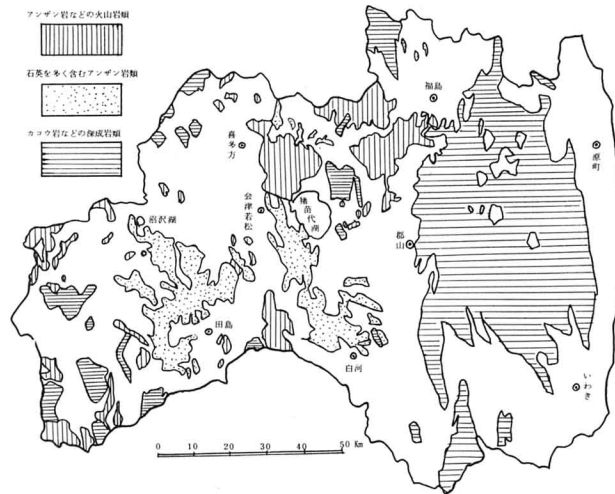 アンザン岩などの火山岩類
石英を多く含むアンザン岩類
カコウ岩などの深成岩類
福島
喜多方
原町
会津若松
猪苗代湖
沼沢湖
郡山
田島
白河
いわき
0 10 20 30 40 50 Km